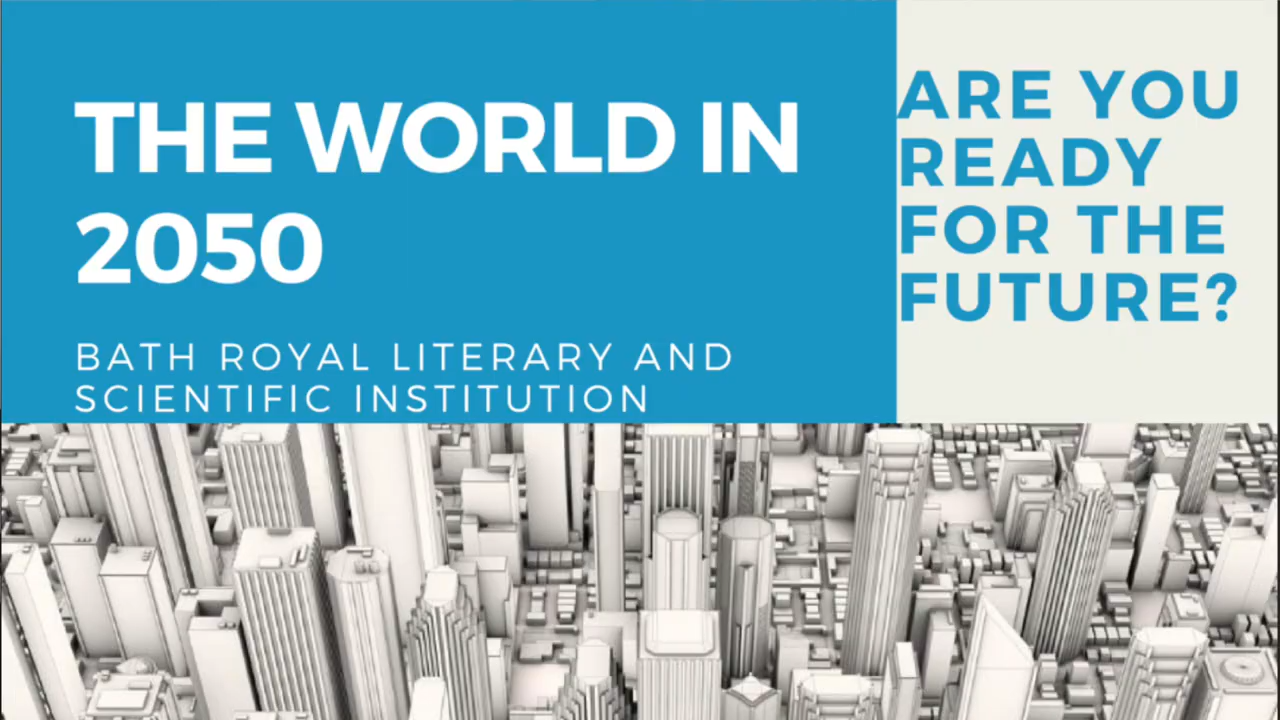 THE WORLD IN
2050
BATH ROYAL LITERARY AND
SCIENTIFIC INSTITUTION
ARE YOU
READY
FOR THE
FUTURE?